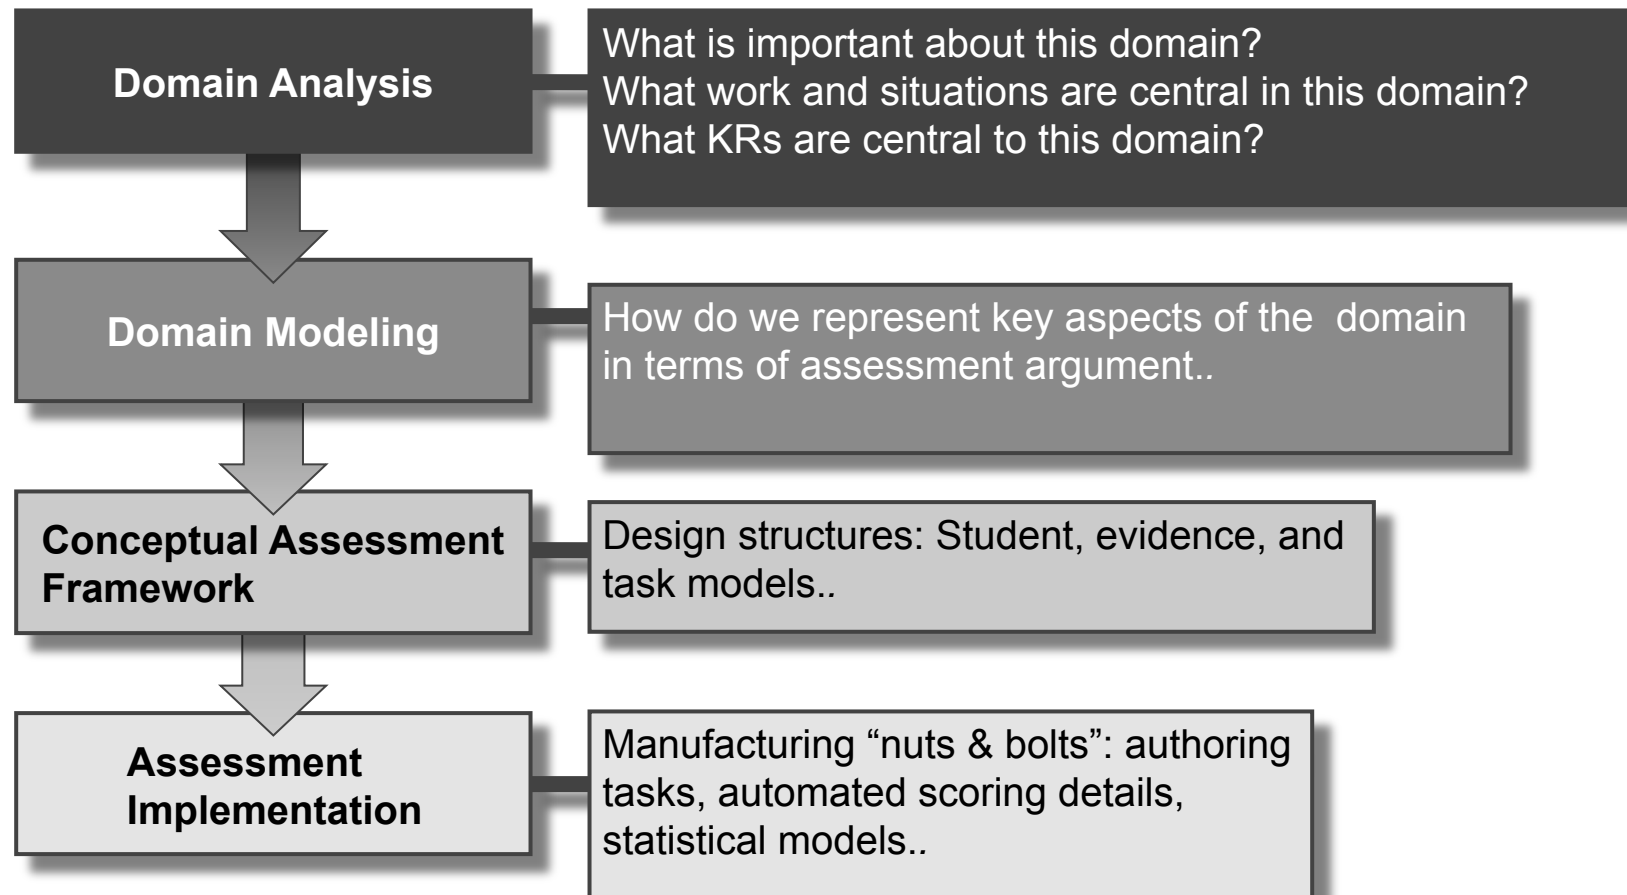 Domain Analysis
What is important about this domain?
What work and situations are central in this domain?
What KRs are central to this domain?
Domain Modeling
How do we represent key aspects of the  domain
in terms of assessment argument..
Conceptual Assessment
Framework
Design structures: Student, evidence, and
task models..
Assessment
Implementation
Manufacturing “nuts & bolts”: authoring
tasks, automated scoring details,
statistical models..